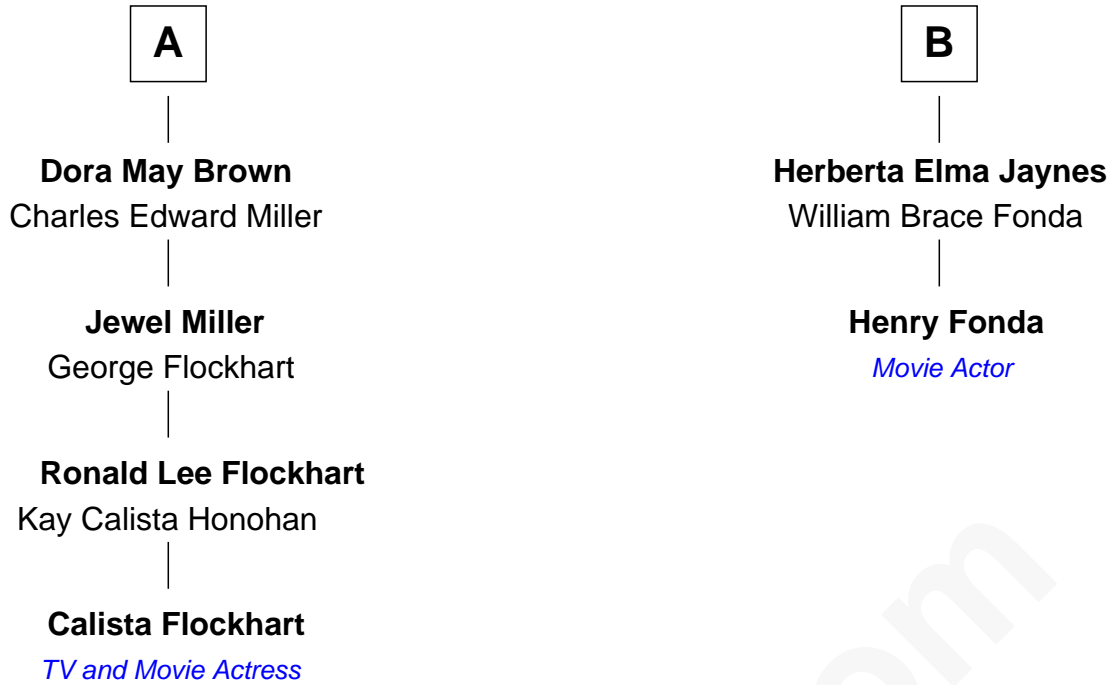 A
Dora May Brown
Charles Edward Miller
Jewel Miller
George Flockhart
Ronald Lee Flockhart
Kay Calista Honohan
Calista Flockhart
TV and Movie Actress
B
Herberta Elma Jaynes
William Brace Fonda
Henry Fonda
Movie Actor
om